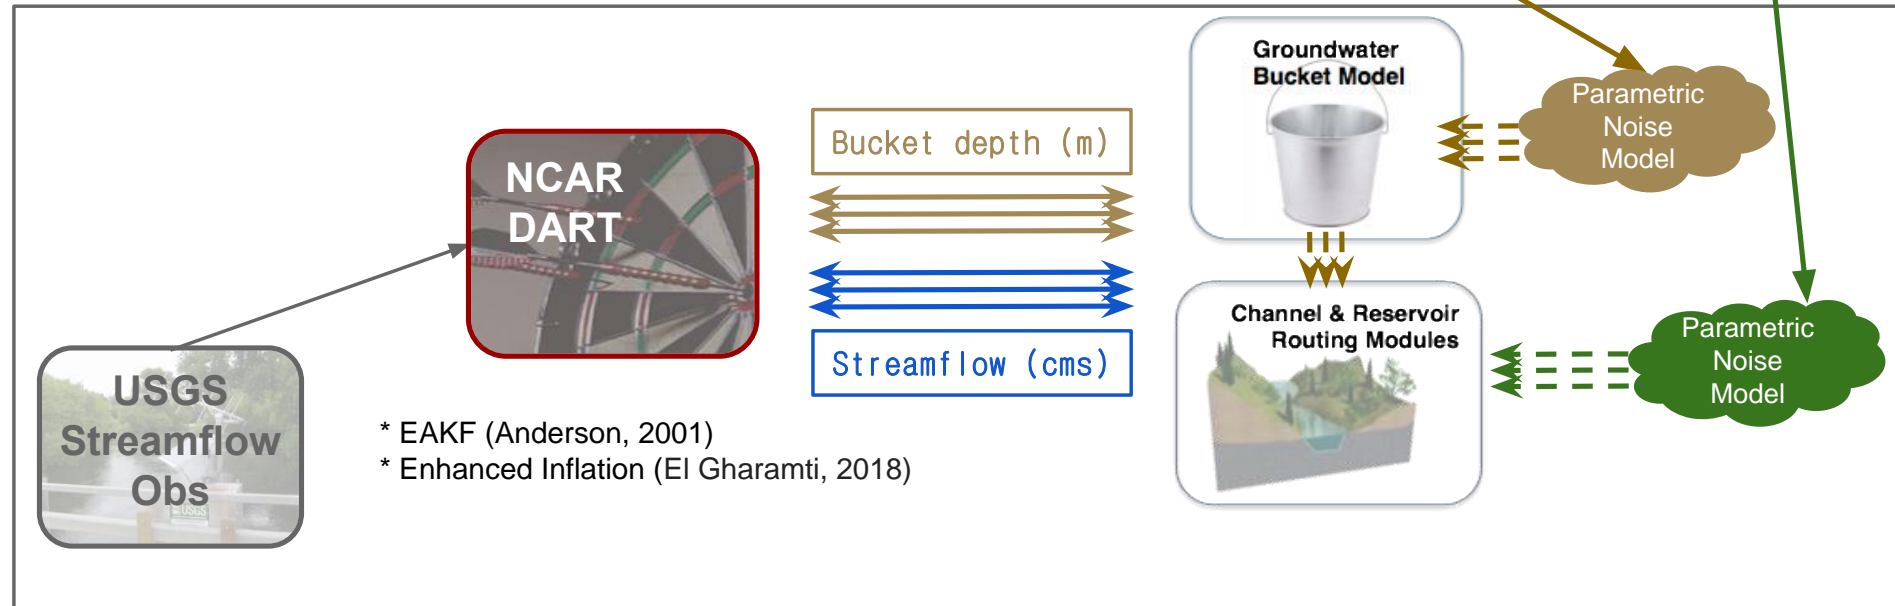 Groundwater
Bucket Model
Parametric
Noise
Model
Bucket depth (m)
NCAR
DART
Channel & Reservoir
Routing Modules
Parametric
Noise
Model
Streamflow (cms)
USGS
Streamflow
Obs
* EAKF (Anderson, 2001)
* Enhanced Inflation (El Gharamti, 2018)
USGS